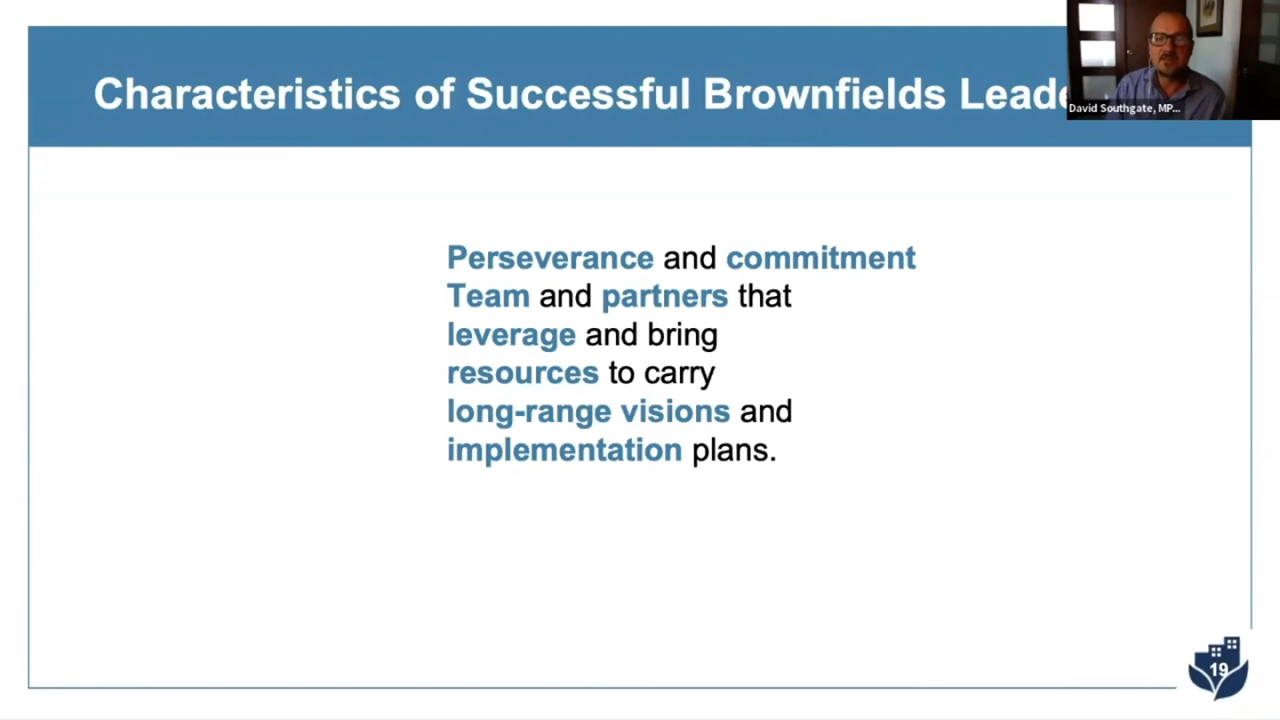 Characteristics of Successful Brownfields
David Southgate, MP...
Perseverance and commitment
Team and partners that
leverage and bring
resources to carry
long-range visions and
implementation plans.
19